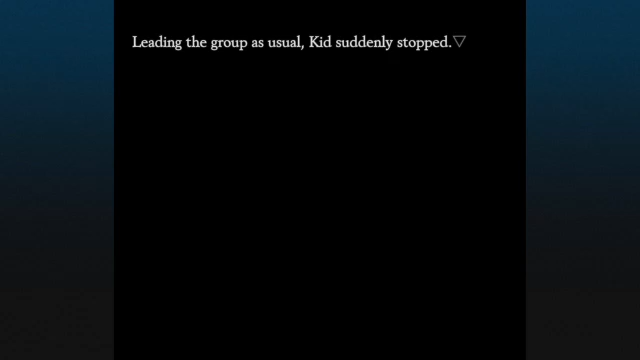 Leading the group as usual, Kid suddenly stopped.▽